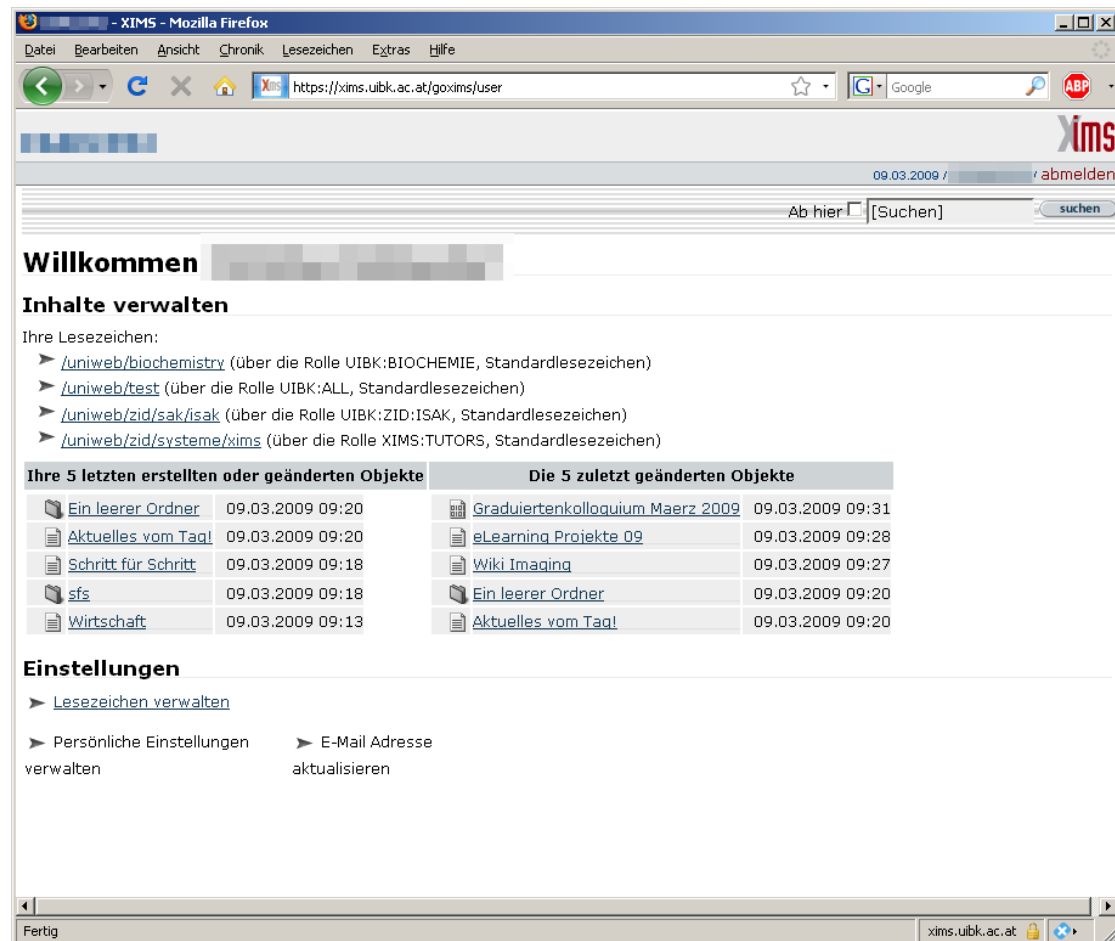 - XIMS - Mozilla Firefox
Datei Bearbeiten Ansicht Chronik Lesezeichen Extras Hilfe
Xims https://xims.uibk.ac.at/goxims/user G Google ABP
Xims
09.03.2009 / / abmelden
Ab hier [Suchen] suchen
Willkommen
Inhalte verwalten
Ihre Lesezeichen:
/uniweb/biochemistry (über die Rolle UIBK:BIOCHEMIE, Standardlesezeichen)
/uniweb/test (über die Rolle UIBK:ALL, Standardlesezeichen)
/uniweb/zid/sak/isak (über die Rolle UIBK:ZID:ISAK, Standardlesezeichen)
/uniweb/zid/systeme/xims (über die Rolle XIMS:TUTORS, Standardlesezeichen)
Ihre 5 letzten erstellten oder geänderten Objekte Die 5 zuletzt geänderten Objekte
Ein leerer Ordner 09.03.2009 09:20 Graduiertenkolloquium Maerz 2009 09.03.2009 09:31
Aktuelles vom Tag! 09.03.2009 09:20 eLearning Projekte 09 09.03.2009 09:28
Schritt für Schritt 09.03.2009 09:18 Wiki Imaging 09.03.2009 09:27
sfs 09.03.2009 09:18 Ein leerer Ordner 09.03.2009 09:20
Wirtschaft 09.03.2009 09:13 Aktuelles vom Tag! 09.03.2009 09:20
Einstellungen
Lesezeichen verwalten
Persönliche Einstellungen E-Mail Adresse
verwalten aktualisieren
Fertig xims.uibk.ac.at